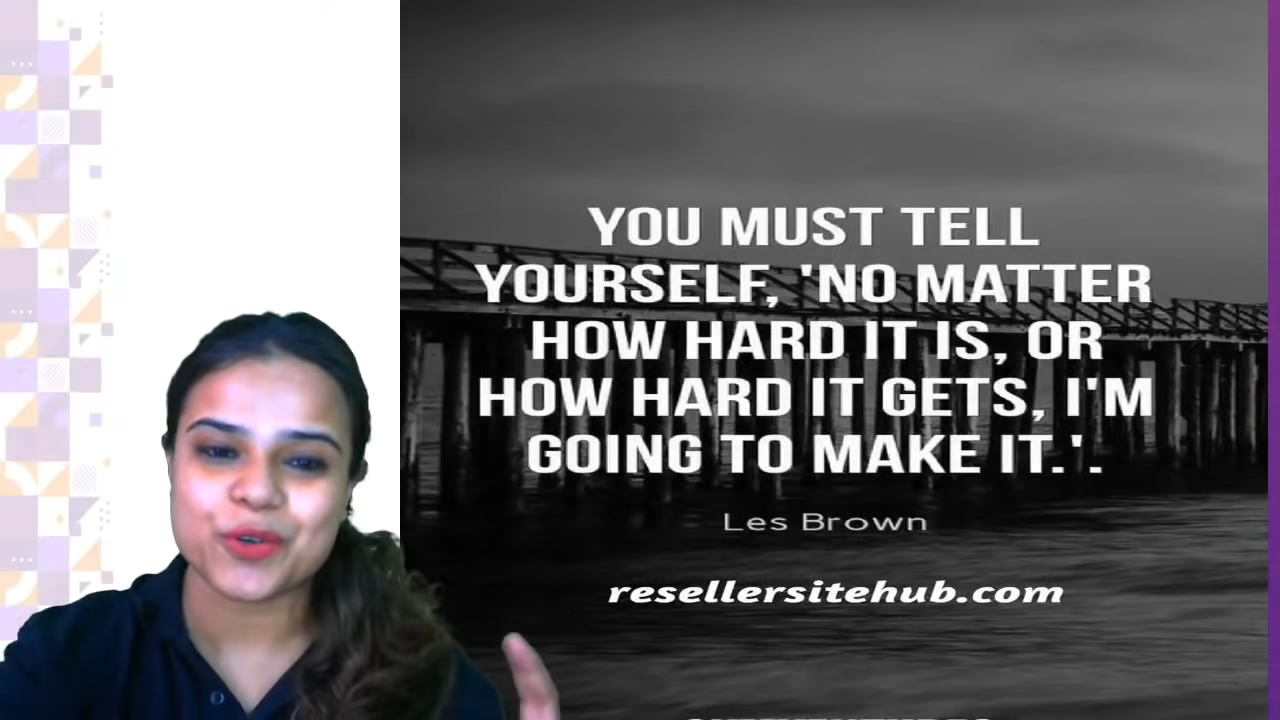 YOU MUST TELL
YOURSELF, 'NO MATTER
HOW HARD IT IS, OR
HOW HARD IT GETS, I'M
GOING TO MAKE IT.'.
Les Brown
resellersitehub.com